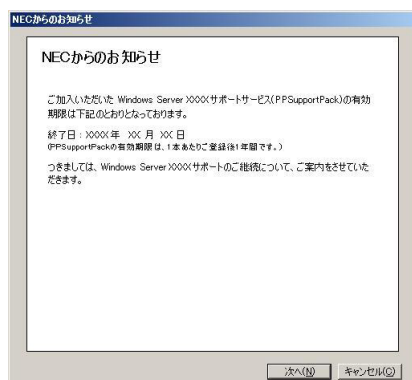 NECからのお知らせ
NECからのお知らせ
ご加入いただいた Windows Server XXXXサポートサービス(PPSupportPack)の有効
期限は下記のとおりとなっております。
終了日：XXXX年 XX 月 XX 日
(PPSupportPackの有効期限は、1本あたりご登録後1年間です。)
つきましては、Windows Server XXXXサポートのご継続について、ご案内をさせていた
だきます。
次へ(N)
キャンセル(C)